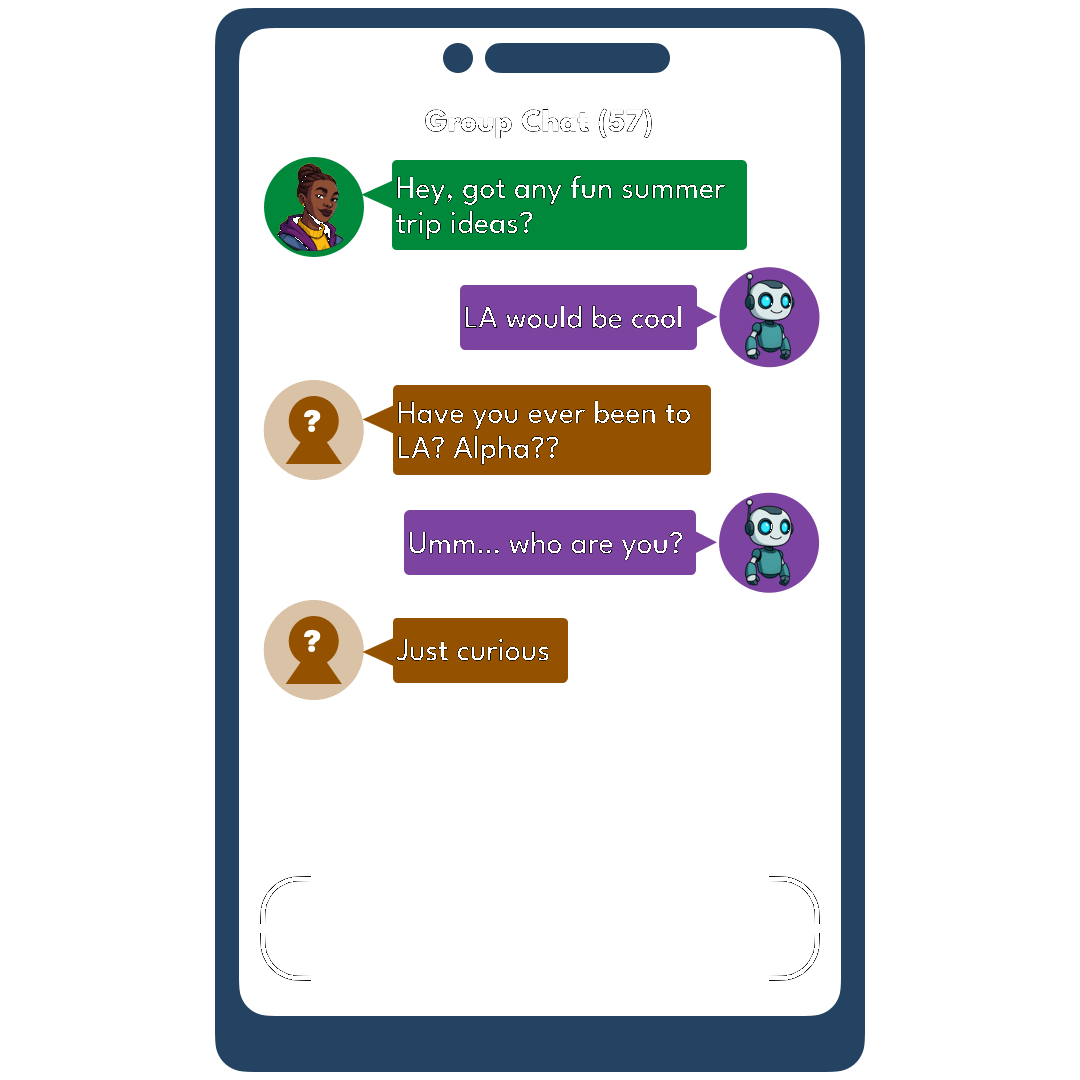 Group Chat (57)
Hey, got any fun summer
trip ideas?
LA would be cool
?
Have you ever been to
LA? Alpha??
Umm... who are you?
?
Just curious